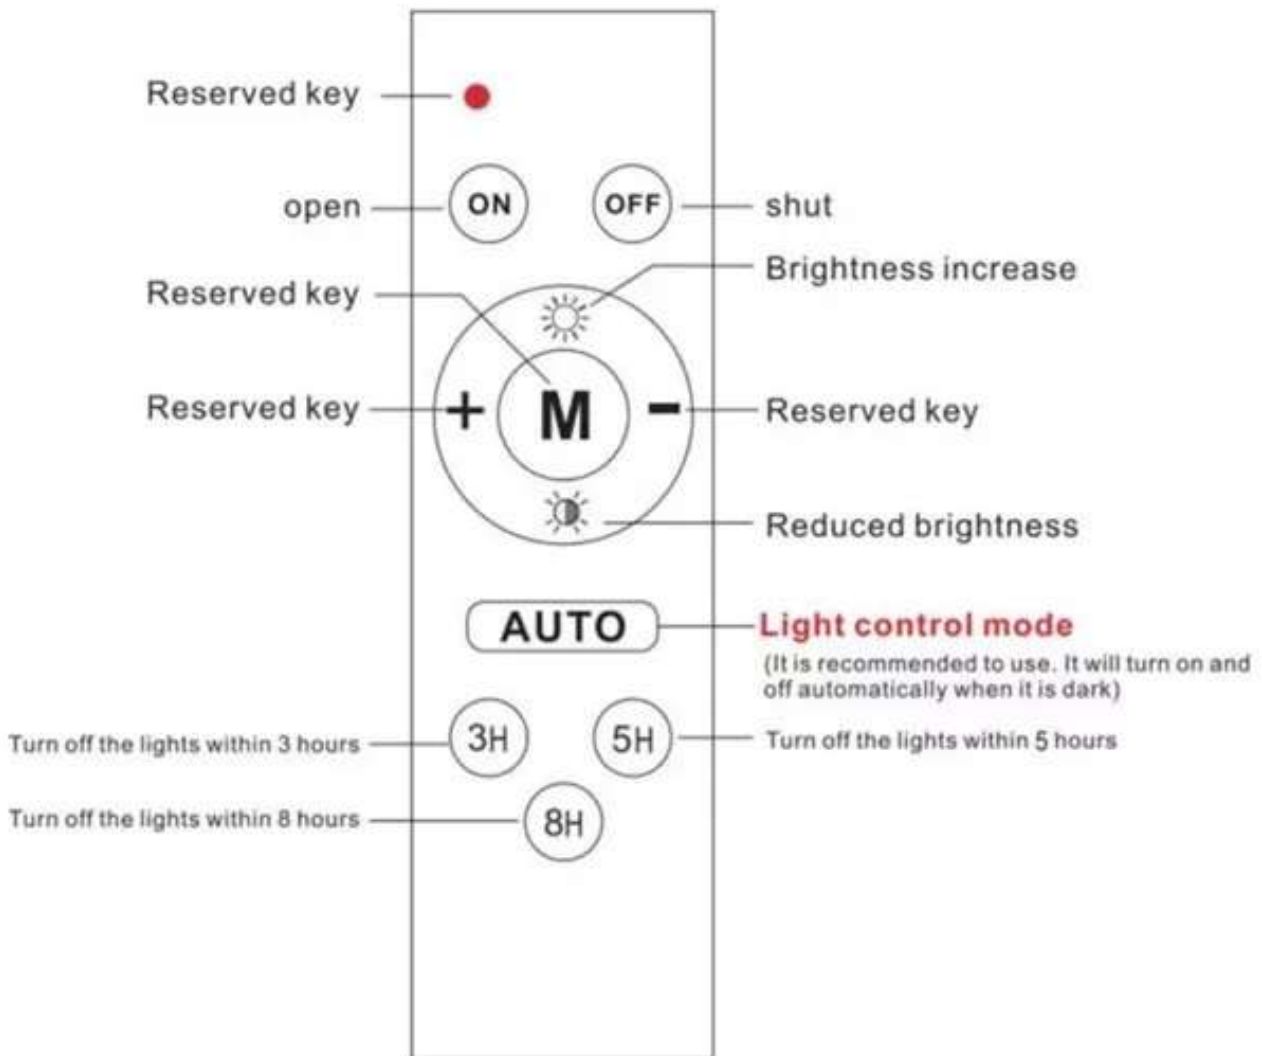 Reserved key
open
ON
OFF
shut
Brightness increase
Reserved key
Reserved key
+
M
-
Reserved key
Reduced brightness
AUTO
Light control mode
(It is recommended to use. It will turn on and
off automatically when it is dark)
Turn off the lights within 3 hours
3H
5H
Turn off the lights within 5 hours
Turn off the lights within 8 hours
8H